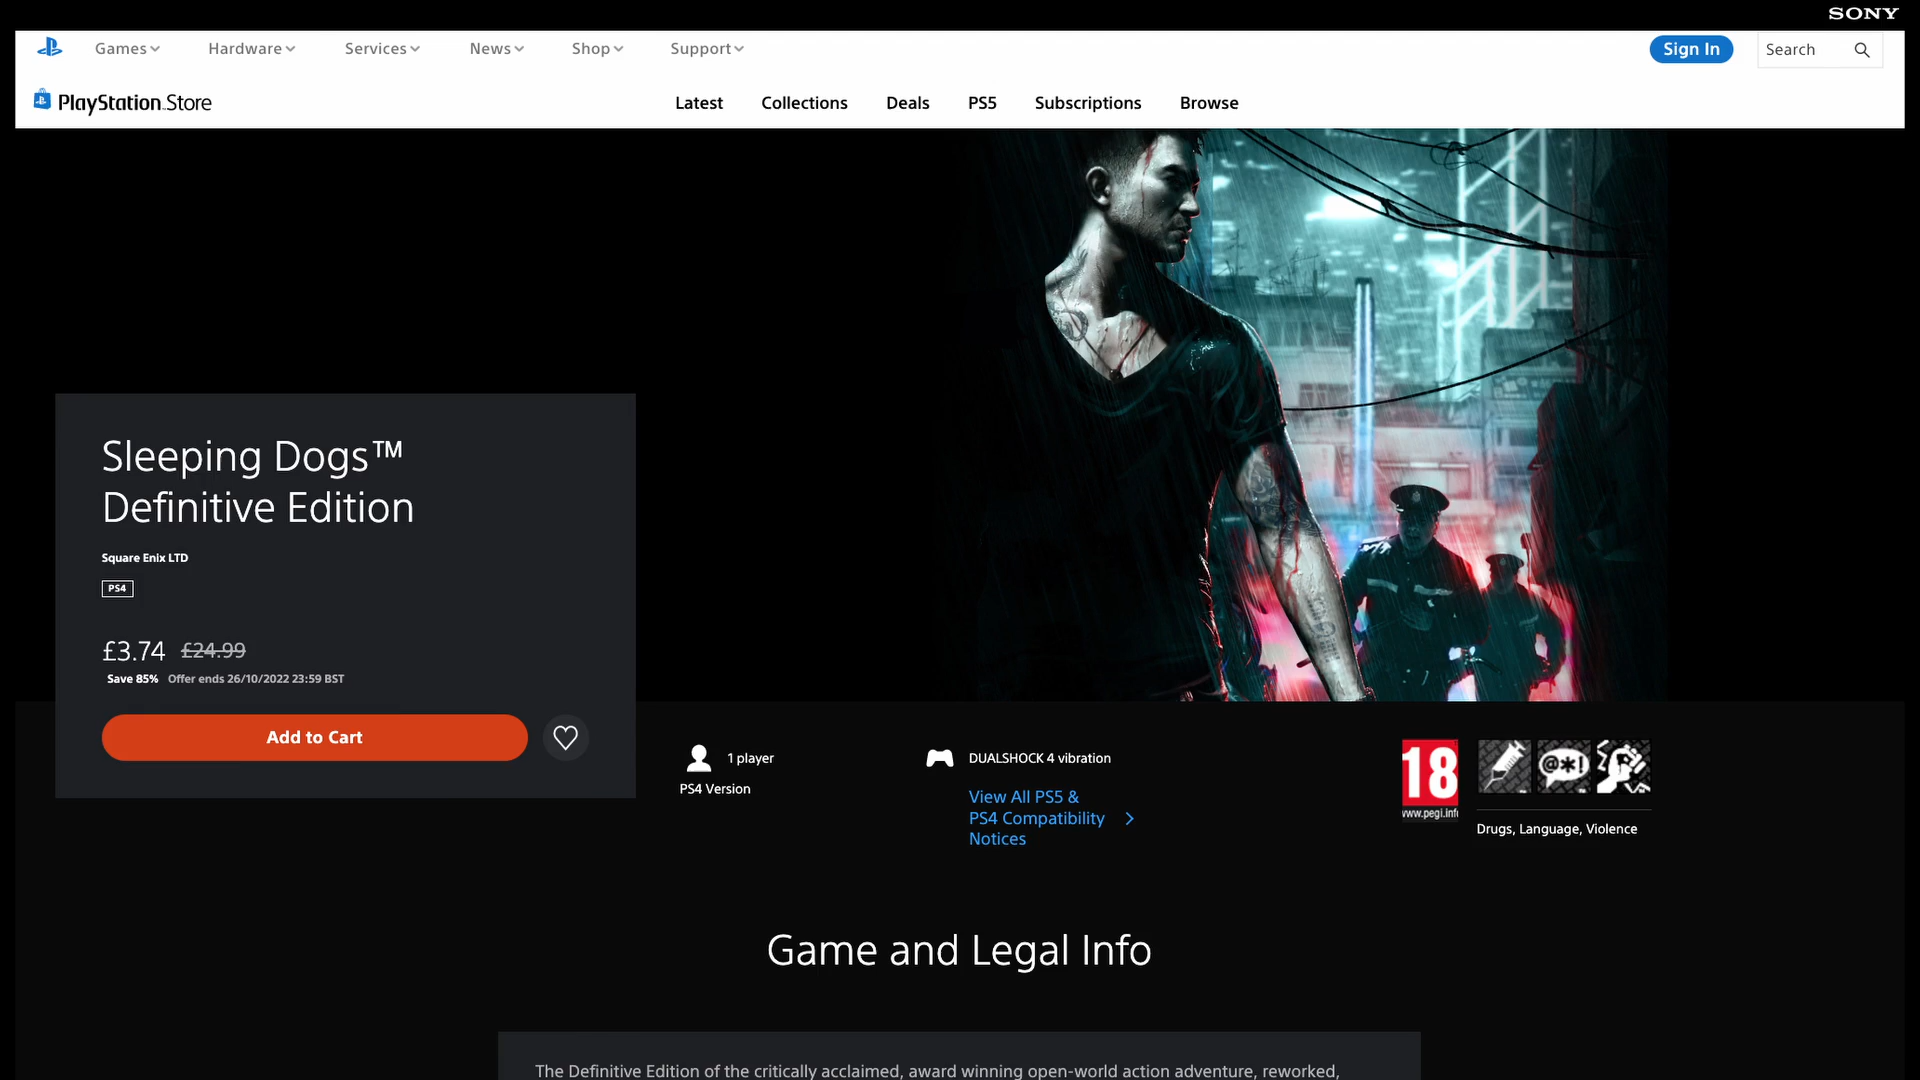 SONY
Games
Hardware
Services
News
Shop
Support
Sign In
Search
PlayStation Store
Latest
Collections
Deals
PS5
Subscriptions
Browse
Sleeping Dogs™
Definitive Edition
Square Enix LTD
PS4
£3.74 £24.99
Save 85% Offer ends 26/10/2022 23:59 BST
Add to Cart
1 player
PS4 Version
DUALSHOCK 4 vibration
View All PS5 &
PS4 Compatibility
Notices
18
www.pegi.info
@*!
Drugs, Language, Violence
Game and Legal Info
The Definitive Edition of the critically acclaimed, award winning open-world action adventure, reworked,